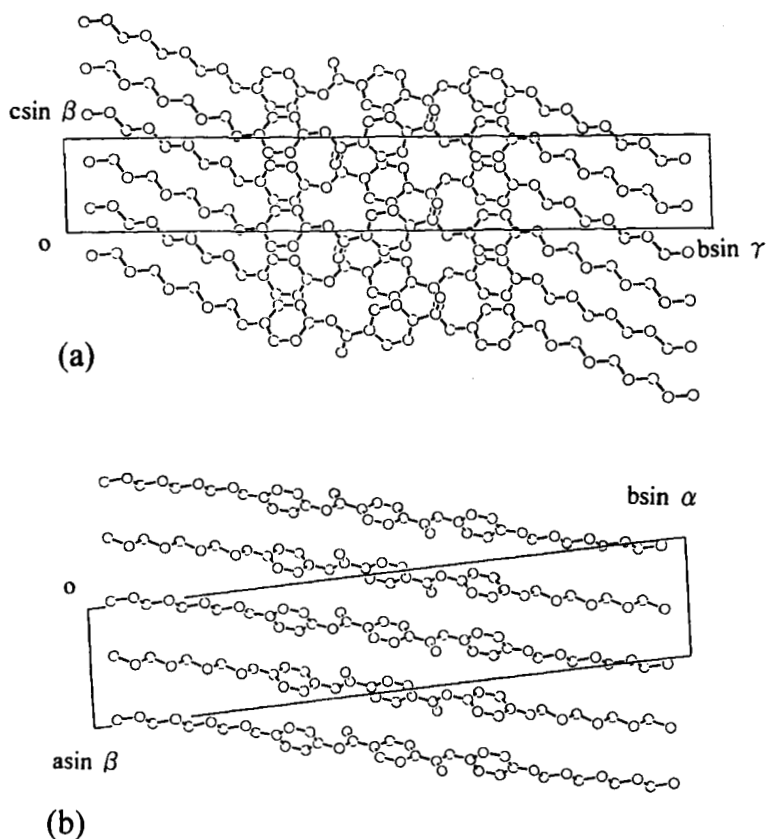 csin β
o
bsin γ
(a)
bsin α
o
asin β
(b)